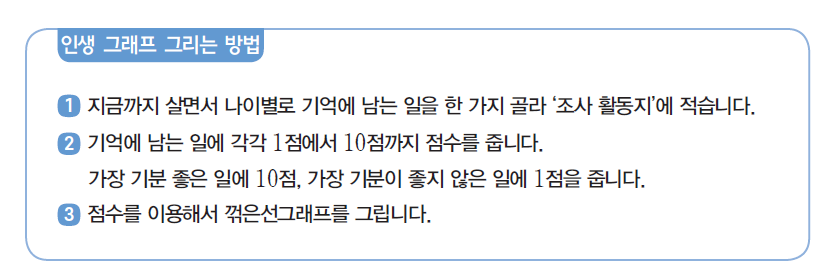 인생 그래프 그리는 방법
1 지금까지 살면서 나이별로 기억에 남는 일을 한 가지 골라 ‘조사 활동지’에 적습니다.
2 기억에 남는 일에 각각 1점에서 10점까지 점수를 줍니다.
가장 기분 좋은 일에 10점, 가장 기분이 좋지 않은 일에 1점을 줍니다.
3 점수를 이용해서 꺾은선그래프를 그립니다.